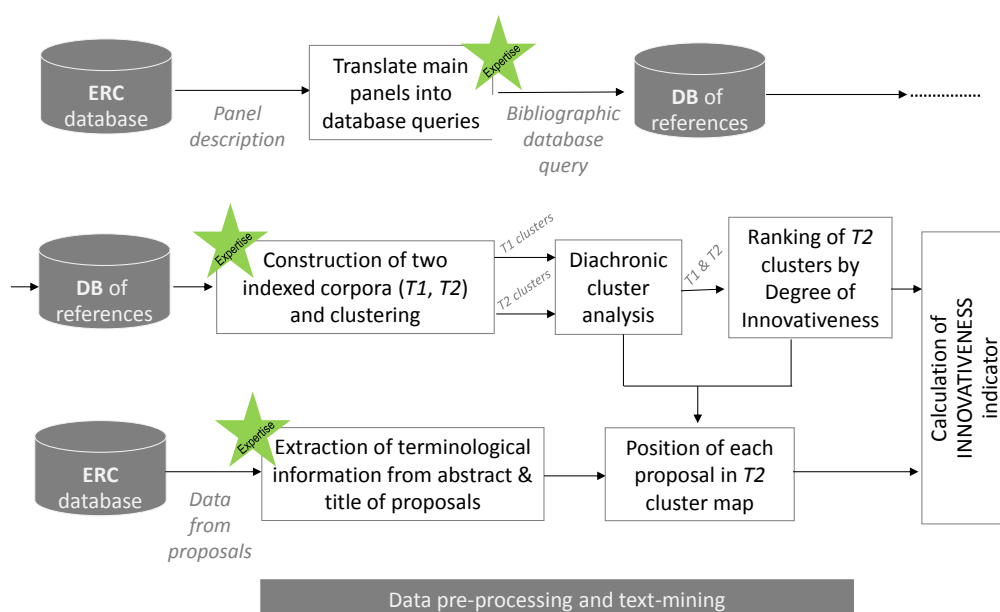 ERC
database
Panel
description
Translate main
panels into
database queries
Expertise
Bibliographic
database
query
DB of
references
DB of
references
Expertise
Construction of two
indexed corpora (T1, T2)
and clustering
T1 clusters
T2 clusters
Diachronic
cluster
analysis
T1 & T2
Ranking of T2
clusters by
Degree of
Innovativeness
Calculation of
INNOVATIVENESS
indicator
ERC
database
Data
from
proposals
Expertise
Extraction of terminological
information from abstract &
title of proposals
Position of each
proposal in T2
cluster map
Data pre-processing and text-mining